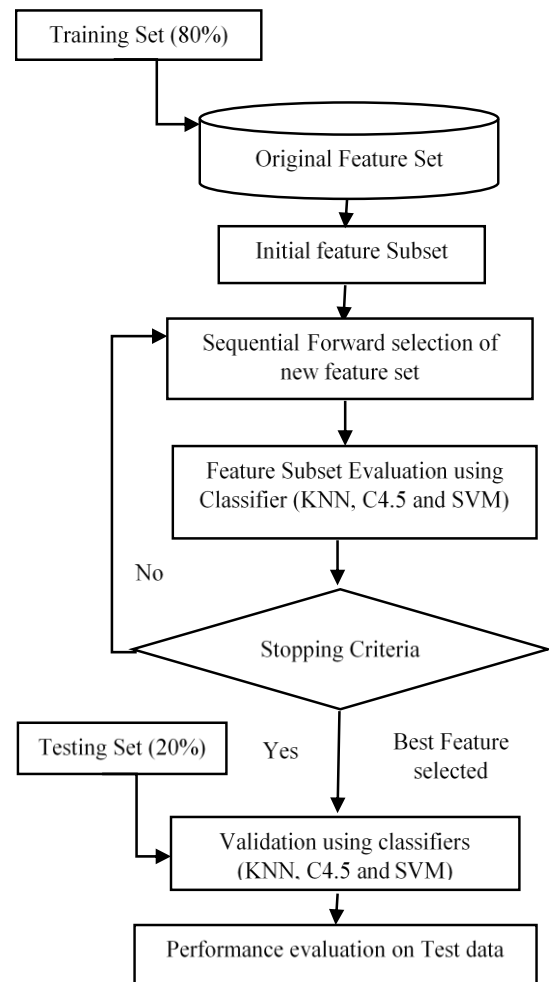 Training Set (80%)
Original Feature Set
Initial feature Subset
Sequential Forward selection of
new feature set
Feature Subset Evaluation using
Classifier (KNN, C4.5 and SVM)
No
Stopping Criteria
Testing Set (20%)
Yes
Best Feature
selected
Validation using classifiers
(KNN, C4.5 and SVM)
Performance evaluation on Test data